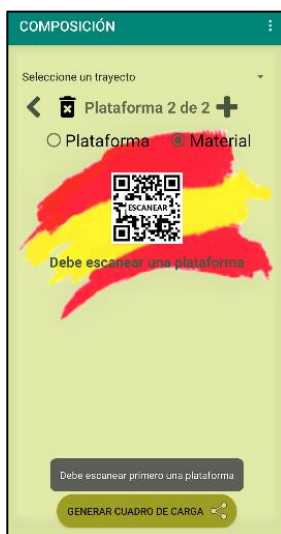 COMPOSICIÓN
Seleccione un trayecto
Plataforma 2 de 2
Plataforma Material
ESCANEAR
Debe escanear una plataforma
Debe escanear primero una plataforma
GENERAR CUADRO DE CARGA